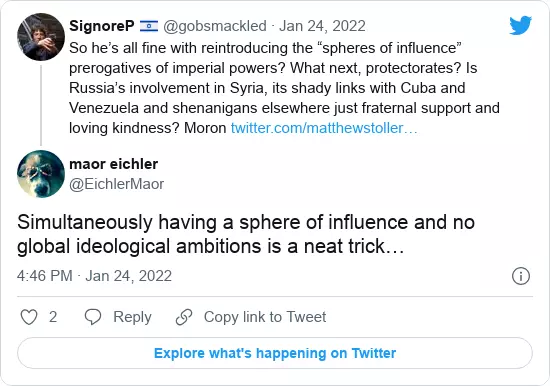 SignoreP 🇮🇱 @gobsmackled · Jan 24, 2022
So he’s all fine with reintroducing the “spheres of influence”
prerogatives of imperial powers? What next, protectorates? Is
Russia’s involvement in Syria, its shady links with Cuba and
Venezuela and shenanigans elsewhere just fraternal support and
loving kindness? Moron twitter.com/matthewstoller…
maor eichler
@EichlerMaor
Simultaneously having a sphere of influence and no
global ideological ambitions is a neat trick…
4:46 PM · Jan 24, 2022
2 Reply Copy link to Tweet
Explore what's happening on Twitter